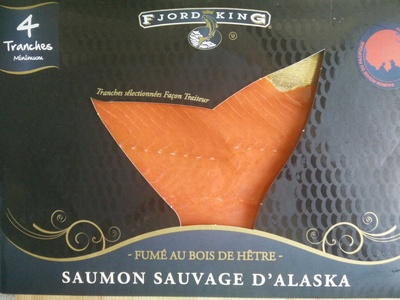 4
Tranches
Minimum
FJORD KING
Tranches sélectionnées Façon Traiteur
- FUMÉ AU BOIS DE HÊTRE -
SAUMON SAUVAGE D'ALASKA